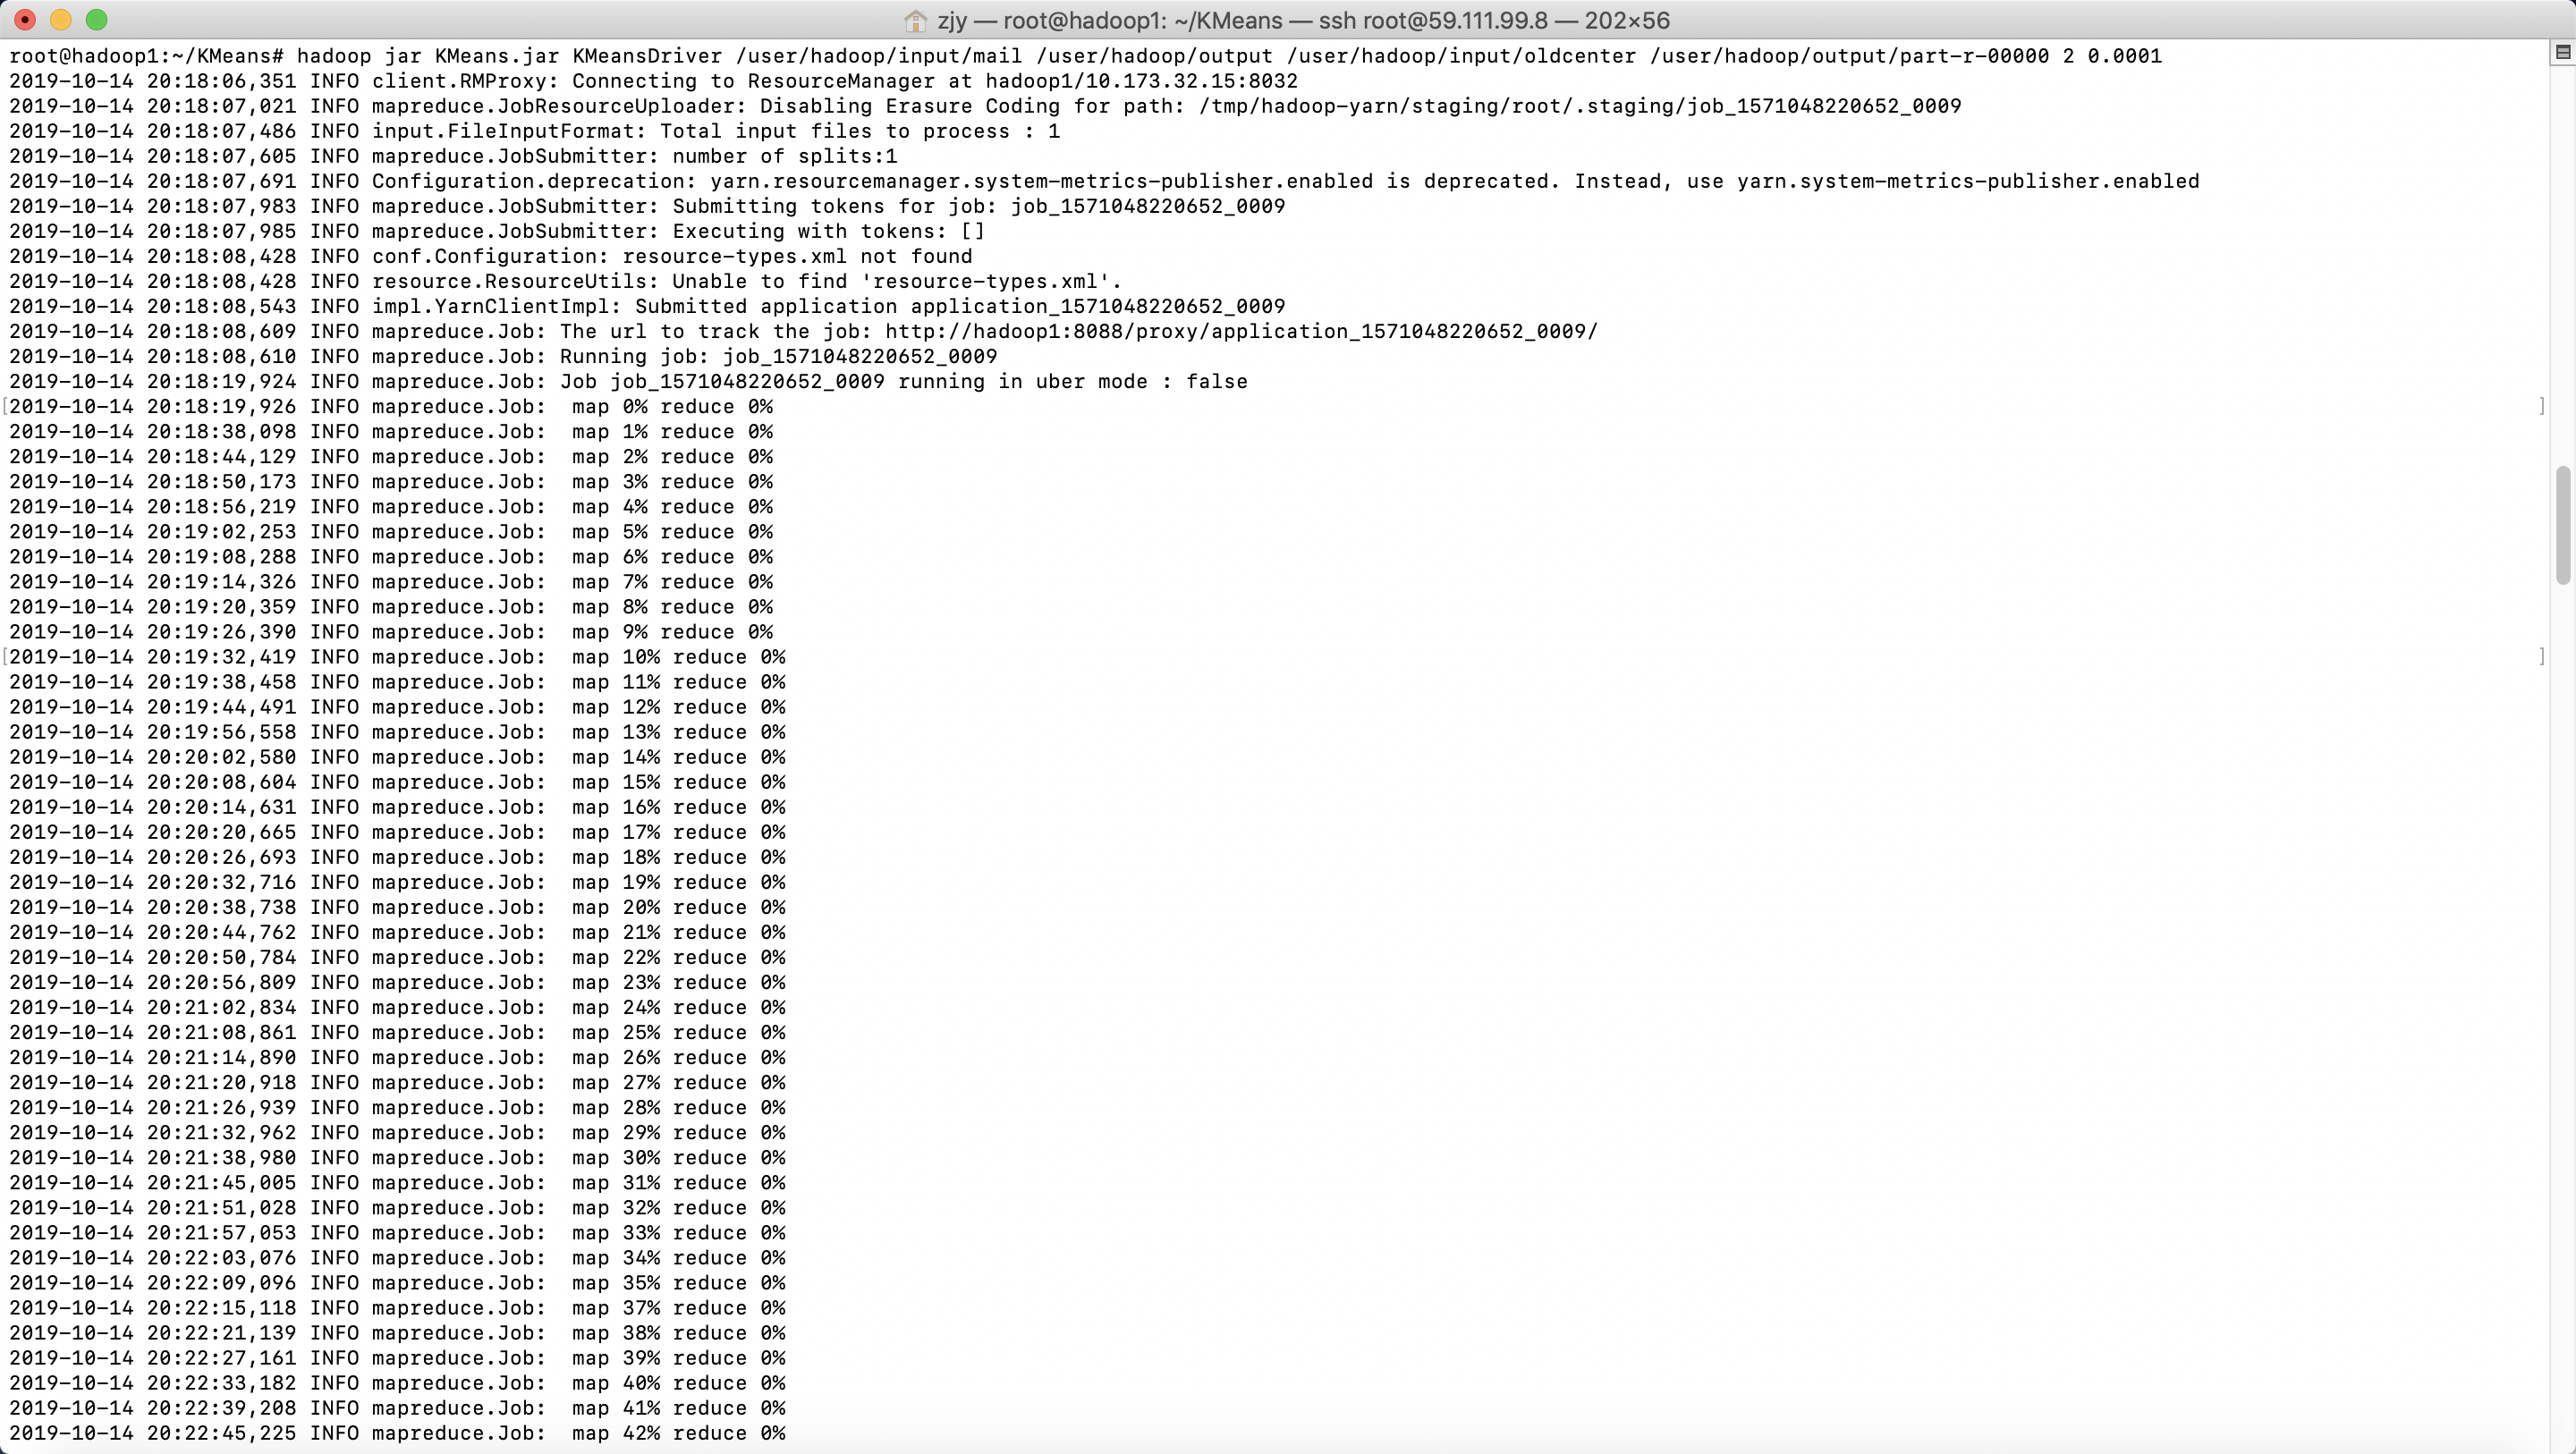 zjy — root@hadoop1: ~/KMeans — ssh root@59.111.99.8 — 202×56
root@hadoop1:~/KMeans# hadoop jar KMeans.jar KMeansDriver /user/hadoop/input/mail /user/hadoop/output /user/hadoop/input/oldcenter /user/hadoop/output/part-r-00000 2 0.0001
2019-10-14 20:18:06,351 INFO client.RMProxy: Connecting to ResourceManager at hadoop1/10.173.32.15:8032
2019-10-14 20:18:07,021 INFO mapreduce.JobResourceUploader: Disabling Erasure Coding for path: /tmp/hadoop-yarn/staging/root/.staging/job_1571048220652_0009
2019-10-14 20:18:07,486 INFO input.FileInputFormat: Total input files to process : 1
2019-10-14 20:18:07,605 INFO mapreduce.JobSubmitter: number of splits:1
2019-10-14 20:18:07,691 INFO Configuration.deprecation: yarn.resourcemanager.system-metrics-publisher.enabled is deprecated. Instead, use yarn.system-metrics-publisher.enabled
2019-10-14 20:18:07,983 INFO mapreduce.JobSubmitter: Submitting tokens for job: job_1571048220652_0009
2019-10-14 20:18:07,985 INFO mapreduce.JobSubmitter: Executing with tokens: []
2019-10-14 20:18:08,428 INFO conf.Configuration: resource-types.xml not found
2019-10-14 20:18:08,428 INFO resource.ResourceUtils: Unable to find 'resource-types.xml'.
2019-10-14 20:18:08,543 INFO impl.YarnClientImpl: Submitted application application_1571048220652_0009
2019-10-14 20:18:08,609 INFO mapreduce.Job: The url to track the job: http://hadoop1:8088/proxy/application_1571048220652_0009/
2019-10-14 20:18:08,610 INFO mapreduce.Job: Running job: job_1571048220652_0009
2019-10-14 20:18:19,924 INFO mapreduce.Job: Job job_1571048220652_0009 running in uber mode : false
[2019-10-14 20:18:19,926 INFO mapreduce.Job:  map 0% reduce 0% ]
2019-10-14 20:18:38,098 INFO mapreduce.Job:  map 1% reduce 0%
2019-10-14 20:18:44,129 INFO mapreduce.Job:  map 2% reduce 0%
2019-10-14 20:18:50,173 INFO mapreduce.Job:  map 3% reduce 0%
2019-10-14 20:18:56,219 INFO mapreduce.Job:  map 4% reduce 0%
2019-10-14 20:19:02,253 INFO mapreduce.Job:  map 5% reduce 0%
2019-10-14 20:19:08,288 INFO mapreduce.Job:  map 6% reduce 0%
2019-10-14 20:19:14,326 INFO mapreduce.Job:  map 7% reduce 0%
2019-10-14 20:19:20,359 INFO mapreduce.Job:  map 8% reduce 0%
2019-10-14 20:19:26,390 INFO mapreduce.Job:  map 9% reduce 0%
[2019-10-14 20:19:32,419 INFO mapreduce.Job:  map 10% reduce 0% ]
2019-10-14 20:19:38,458 INFO mapreduce.Job:  map 11% reduce 0%
2019-10-14 20:19:44,491 INFO mapreduce.Job:  map 12% reduce 0%
2019-10-14 20:19:56,558 INFO mapreduce.Job:  map 13% reduce 0%
2019-10-14 20:20:02,580 INFO mapreduce.Job:  map 14% reduce 0%
2019-10-14 20:20:08,604 INFO mapreduce.Job:  map 15% reduce 0%
2019-10-14 20:20:14,631 INFO mapreduce.Job:  map 16% reduce 0%
2019-10-14 20:20:20,665 INFO mapreduce.Job:  map 17% reduce 0%
2019-10-14 20:20:26,693 INFO mapreduce.Job:  map 18% reduce 0%
2019-10-14 20:20:32,716 INFO mapreduce.Job:  map 19% reduce 0%
2019-10-14 20:20:38,738 INFO mapreduce.Job:  map 20% reduce 0%
2019-10-14 20:20:44,762 INFO mapreduce.Job:  map 21% reduce 0%
2019-10-14 20:20:50,784 INFO mapreduce.Job:  map 22% reduce 0%
2019-10-14 20:20:56,809 INFO mapreduce.Job:  map 23% reduce 0%
2019-10-14 20:21:02,834 INFO mapreduce.Job:  map 24% reduce 0%
2019-10-14 20:21:08,861 INFO mapreduce.Job:  map 25% reduce 0%
2019-10-14 20:21:14,890 INFO mapreduce.Job:  map 26% reduce 0%
2019-10-14 20:21:20,918 INFO mapreduce.Job:  map 27% reduce 0%
2019-10-14 20:21:26,939 INFO mapreduce.Job:  map 28% reduce 0%
2019-10-14 20:21:32,962 INFO mapreduce.Job:  map 29% reduce 0%
2019-10-14 20:21:38,980 INFO mapreduce.Job:  map 30% reduce 0%
2019-10-14 20:21:45,005 INFO mapreduce.Job:  map 31% reduce 0%
2019-10-14 20:21:51,028 INFO mapreduce.Job:  map 32% reduce 0%
2019-10-14 20:21:57,053 INFO mapreduce.Job:  map 33% reduce 0%
2019-10-14 20:22:03,076 INFO mapreduce.Job:  map 34% reduce 0%
2019-10-14 20:22:09,096 INFO mapreduce.Job:  map 35% reduce 0%
2019-10-14 20:22:15,118 INFO mapreduce.Job:  map 37% reduce 0%
2019-10-14 20:22:21,139 INFO mapreduce.Job:  map 38% reduce 0%
2019-10-14 20:22:27,161 INFO mapreduce.Job:  map 39% reduce 0%
2019-10-14 20:22:33,182 INFO mapreduce.Job:  map 40% reduce 0%
2019-10-14 20:22:39,208 INFO mapreduce.Job:  map 41% reduce 0%
2019-10-14 20:22:45,225 INFO mapreduce.Job:  map 42% reduce 0%